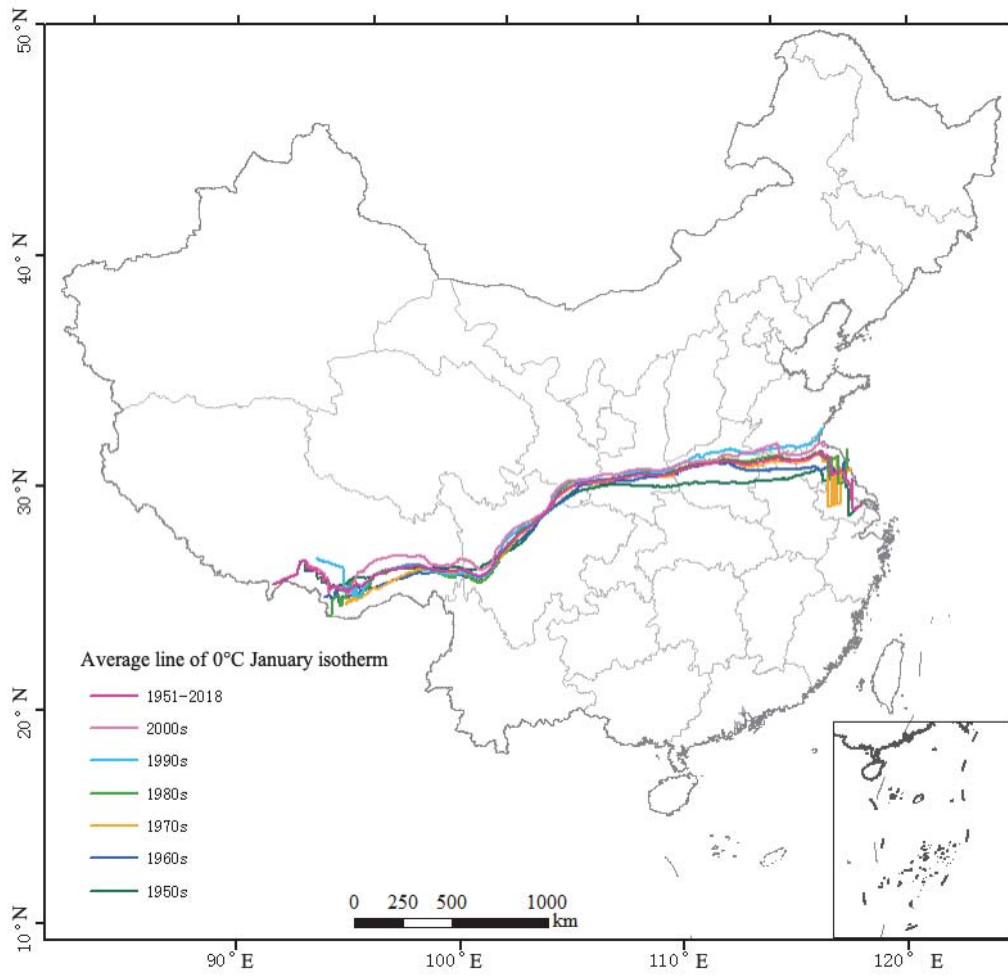 50° N
40° N
30° N
20° N
10° N
Average line of 0°C January isotherm
1951-2018
2000s
1990s
1980s
1970s
1960s
1950s
0 250 500 1000
km
90° E 100° E 110° E 120° E